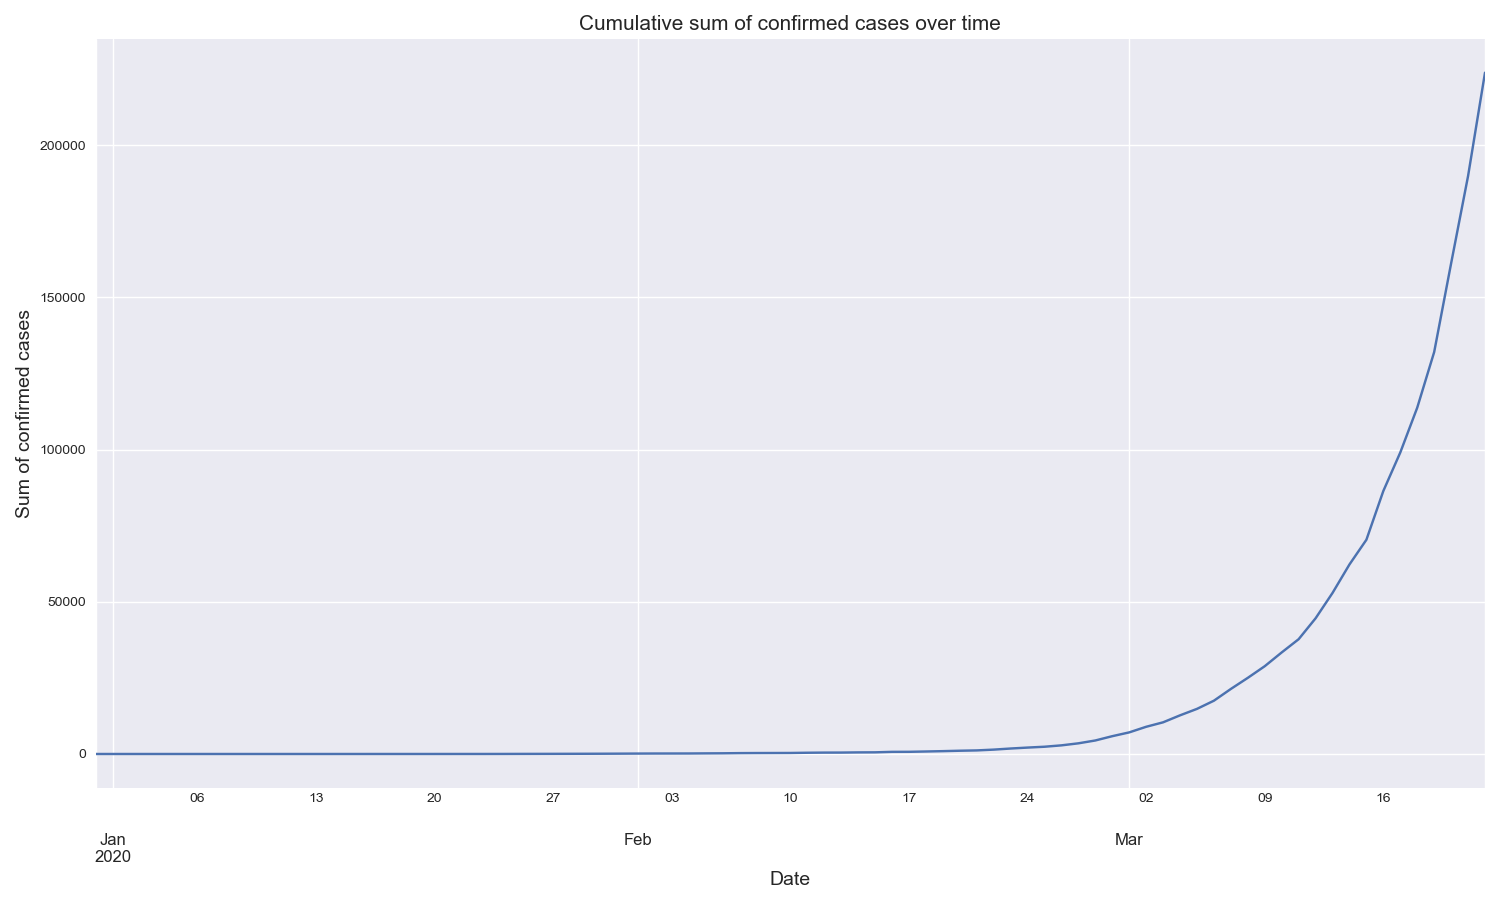 Cumulative sum of confirmed cases over time
Sum of confirmed cases
200000
150000
100000
50000
0
06 13 20 27 03 10 17 24 02 09 16
Jan Feb Mar
2020
Date